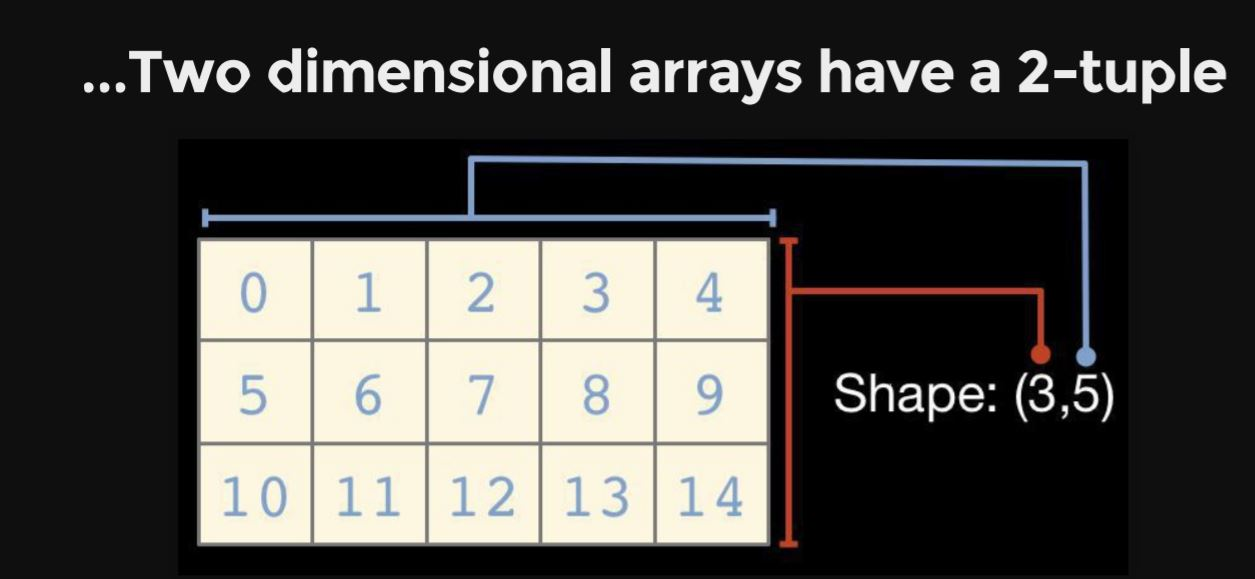 ...Two dimensional arrays have a 2-tuple
0 1 2 3 4
5 6 7 8 9
Shape: (3,5)
10 11 12 13 14